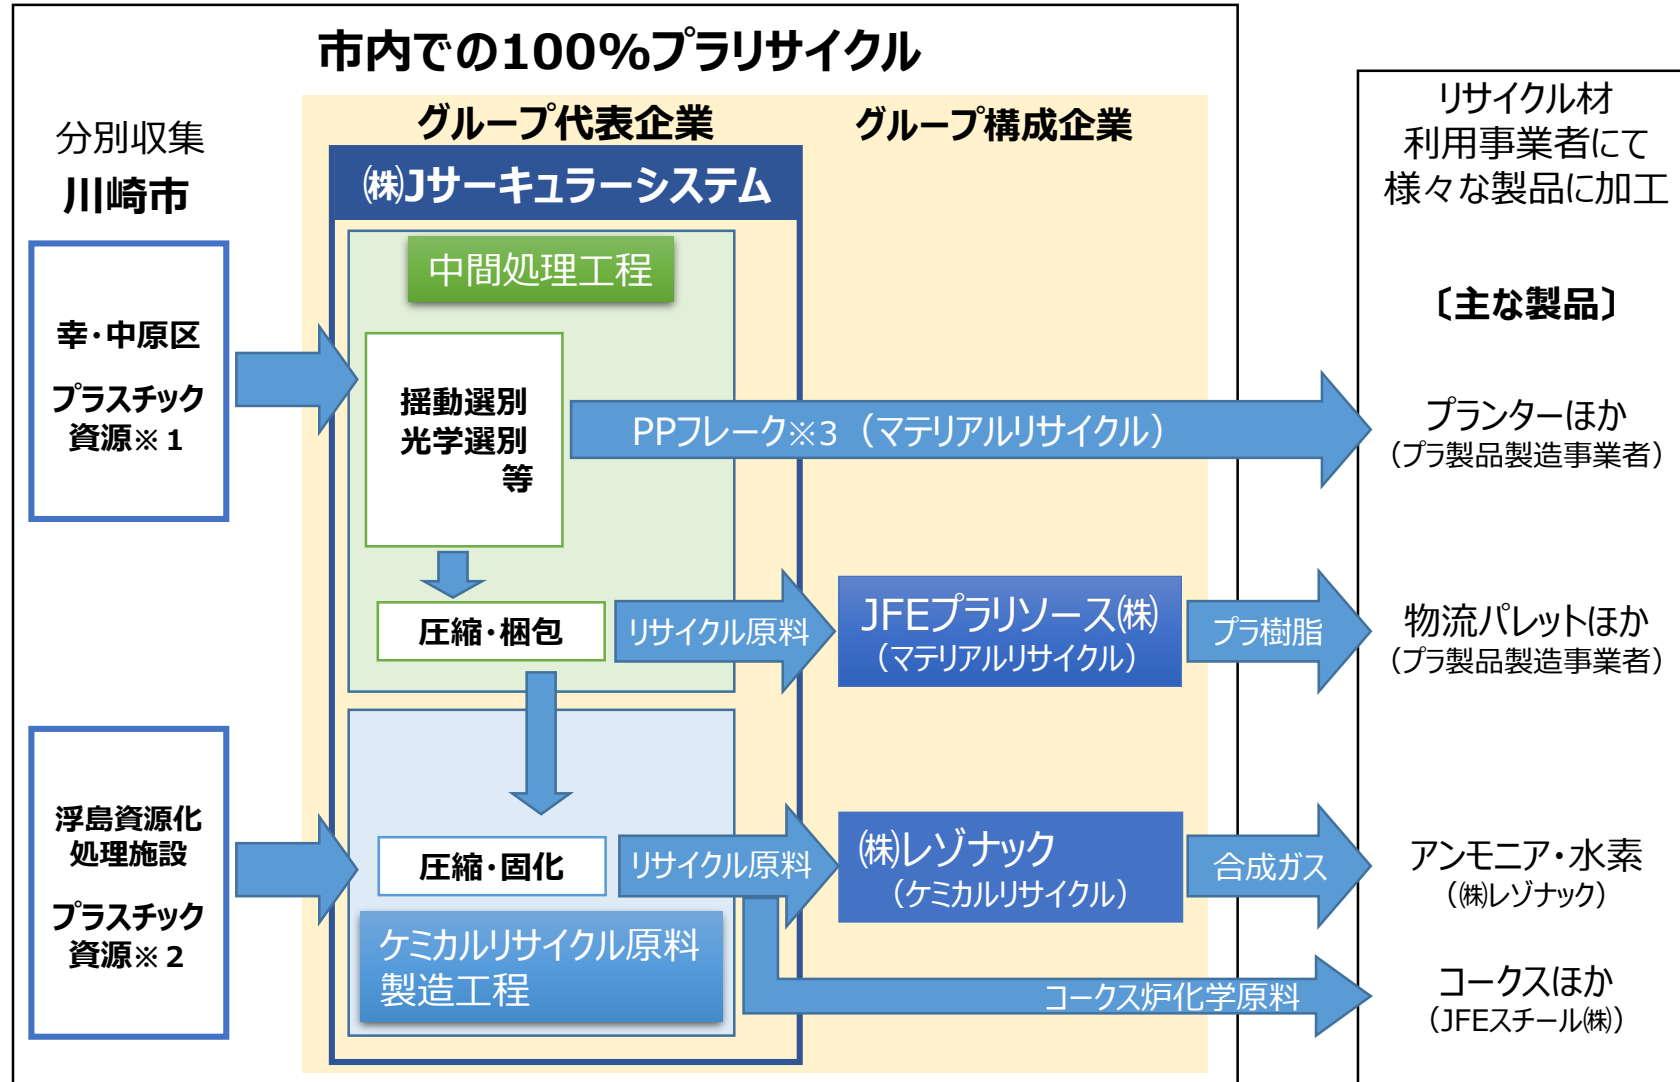 市内での100%プラリサイクル
分別収集
川崎市
グループ代表企業
グループ構成企業
㈱Jサーキュラーシステム
中間処理工程
幸・中原区
プラスチック
資源※1
揺動選別
光学選別
等
PPフレーク※3（マテリアルリサイクル）
圧縮・梱包
リサイクル原料
JFEプラリソース㈱
（マテリアルリサイクル）
プラ樹脂
浮島資源化
処理施設
プラスチック
資源※2
圧縮・固化
リサイクル原料
㈱レゾナック
（ケミカルリサイクル）
合成ガス
ケミカルリサイクル原料
製造工程
コークス炉化学原料
リサイクル材
利用事業者にて
様々な製品に加工
〔主な製品〕
プランターほか
（プラ製品製造事業者）
物流パレットほか
（プラ製品製造事業者）
アンモニア・水素
（㈱レゾナック）
コークスほか
（JFEスチール㈱）